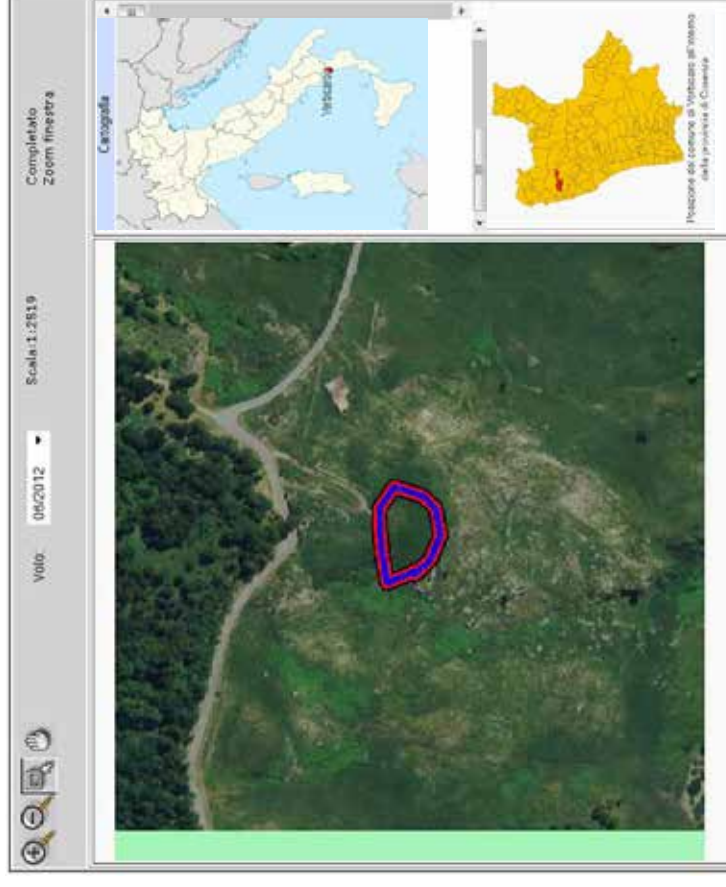 Volo:
06/2012
Scala:1:2519
Completato
Zoom finestra
Cartografia
Verbicaro
Posizione del comune di Verbicaro all'interno
della provincia di Cosenza